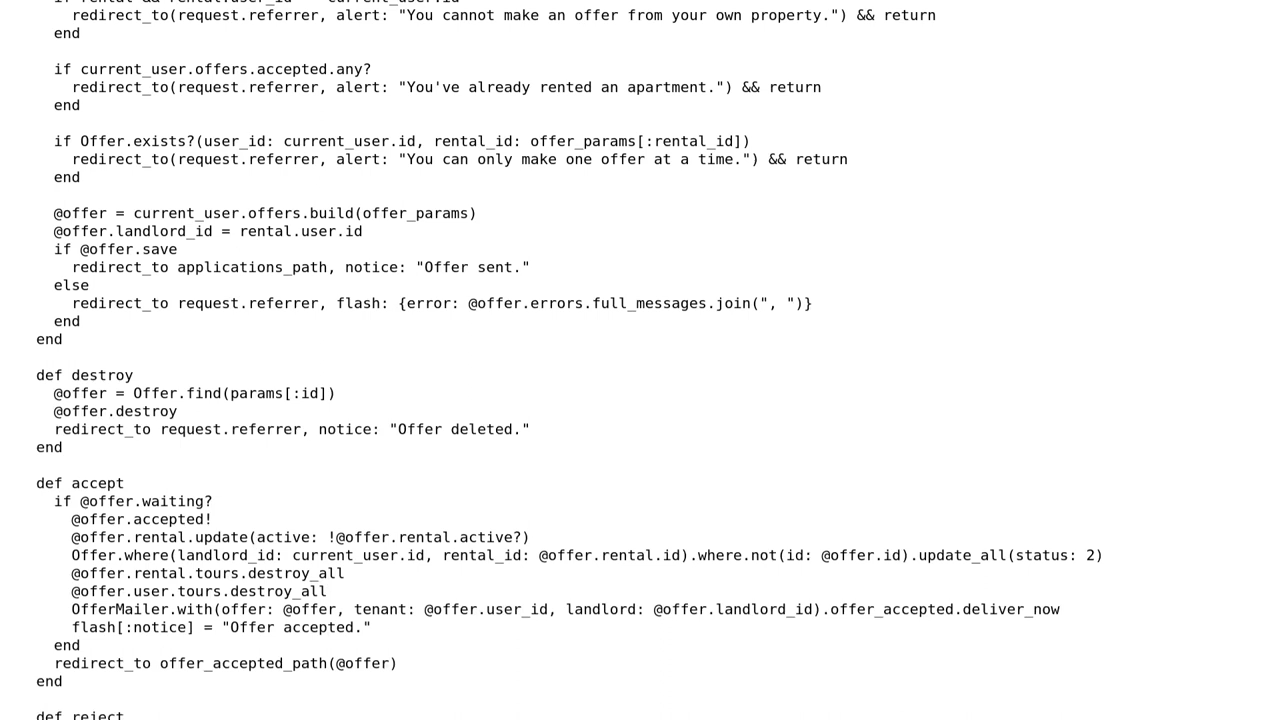 redirect_to(request.referrer, alert: "You cannot make an offer from your own property.") && return
end
if current_user.offers.accepted.any?
redirect_to(request.referrer, alert: "You've already rented an apartment.") && return
end
if Offer.exists?(user_id: current_user.id, rental_id: offer_params[:rental_id])
redirect_to(request.referrer, alert: "You can only make one offer at a time.") && return
end
@offer = current_user.offers.build(offer_params)
@offer.landlord_id = rental.user.id
if @offer.save
redirect_to applications_path, notice: "Offer sent."
else
redirect_to request.referrer, flash: {error: @offer.errors.full_messages.join(", ")}
end
end
def destroy
@offer = Offer.find(params[:id])
@offer.destroy
redirect_to request.referrer, notice: "Offer deleted."
end
def accept
if @offer.waiting?
@offer.accepted!
@offer.rental.update(active: !@offer.rental.active?)
Offer.where(landlord_id: current_user.id, rental_id: @offer.rental.id).where.not(id: @offer.id).update_all(status: 2)
@offer.rental.tours.destroy_all
@offer.user.tours.destroy_all
OfferMailer.with(offer: @offer, tenant: @offer.user_id, landlord: @offer.landlord_id).offer_accepted.deliver_now
flash[:notice] = "Offer accepted."
end
redirect_to offer_accepted_path(@offer)
end
def reject